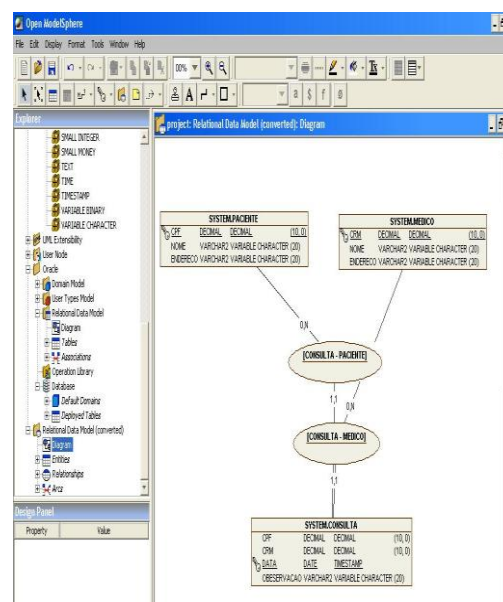 Open ModelSphere
File Edit Display Format Tools Window Help
00%
a $ f @
Explorer
SMALL INTEGER
SMALL MONEY
TEXT
TIME
TIMESTAMP
VARIABLE BINARY
VARIABLE CHARACTER
UML Extensibility
User Node
Oracle
Domain Model
User Types Model
Relational Data Model
Diagram
Tables
Associations
Operation Library
Database
Default Domains
Deployed Tables
Relational Data Model (converted)
Diagram
Entities
Relationships
Arcs
Design Panel
Property Value
project: Relational Data Model (converted): Diagram
SYSTEM.PACIENTE
CPF DECIMAL DECIMAL (10, 0)
NOME VARCHAR2 VARIABLE CHARACTER (20)
ENDERECO VARCHAR2 VARIABLE CHARACTER (20)
SYSTEM.MEDICO
CRM DECIMAL DECIMAL (10, 0)
NOME VARCHAR2 VARIABLE CHARACTER (20)
ENDERECO VARCHAR2 VARIABLE CHARACTER (20)
0,N
[CONSULTA - PACIENTE]
1,1
0,N
[CONSULTA - MEDICO]
1,1
SYSTEM.CONSULTA
CPF DECIMAL DECIMAL (10, 0)
CRM DECIMAL DECIMAL (10, 0)
DATA DATE TIMESTAMP
OBESERVACAO VARCHAR2 VARIABLE CHARACTER (20)